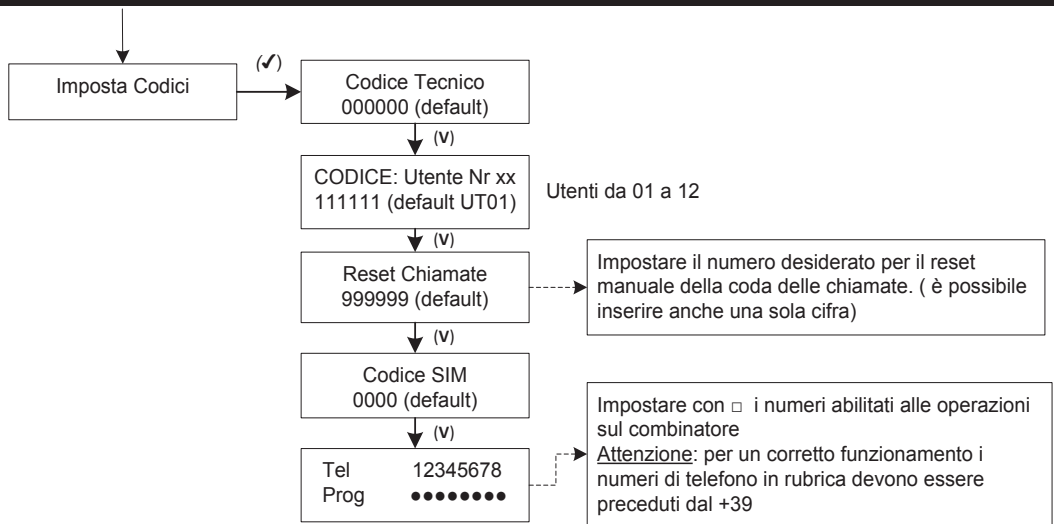 (✓)
Imposta Codici
Codice Tecnico
000000 (default)
(v)
CODICE: Utente Nr xx
111111 (default UT01)
Utenti da 01 a 12
(v)
Reset Chiamate
999999 (default)
Impostare il numero desiderato per il reset
manuale della coda delle chiamate. ( è possibile
inserire anche una sola cifra)
(v)
Codice SIM
0000 (default)
(v)
Tel 12345678
Prog ●●●●●●●●
Impostare con □ i numeri abilitati alle operazioni
sul combinatore
Attenzione: per un corretto funzionamento i
numeri di telefono in rubrica devono essere
preceduti dal +39